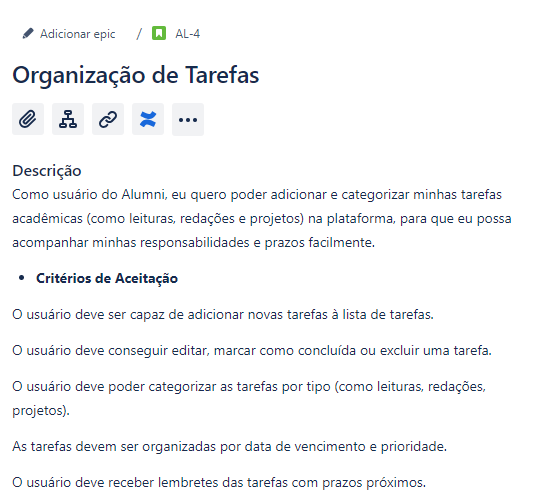 Adicionar epic / AL-4
Organização de Tarefas
Descrição
Como usuário do Alumni, eu quero poder adicionar e categorizar minhas tarefas
acadêmicas (como leituras, redações e projetos) na plataforma, para que eu possa
acompanhar minhas responsabilidades e prazos facilmente.
• Critérios de Aceitação
O usuário deve ser capaz de adicionar novas tarefas à lista de tarefas.
O usuário deve conseguir editar, marcar como concluída ou excluir uma tarefa.
O usuário deve poder categorizar as tarefas por tipo (como leituras, redações,
projetos).
As tarefas devem ser organizadas por data de vencimento e prioridade.
O usuário deve receber lembretes das tarefas com prazos próximos.